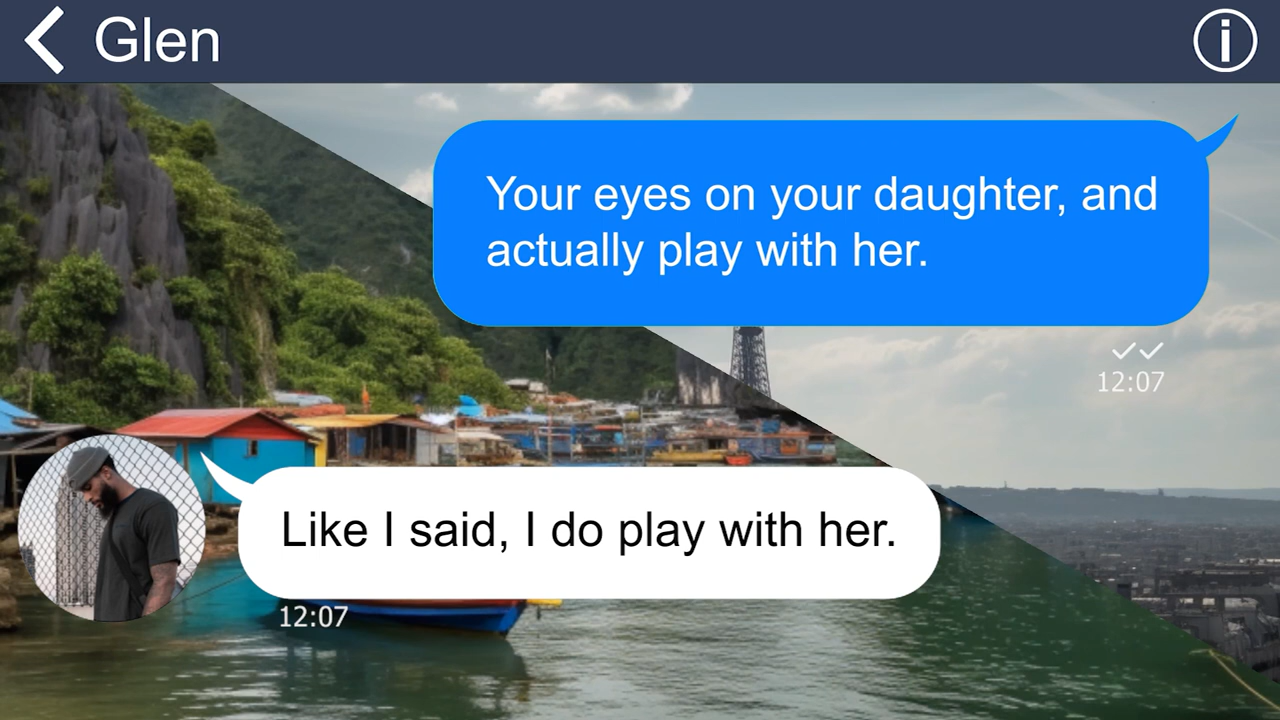 Glen
Your eyes on your daughter, and
actually play with her.
12:07
Like I said, I do play with her.
12:07